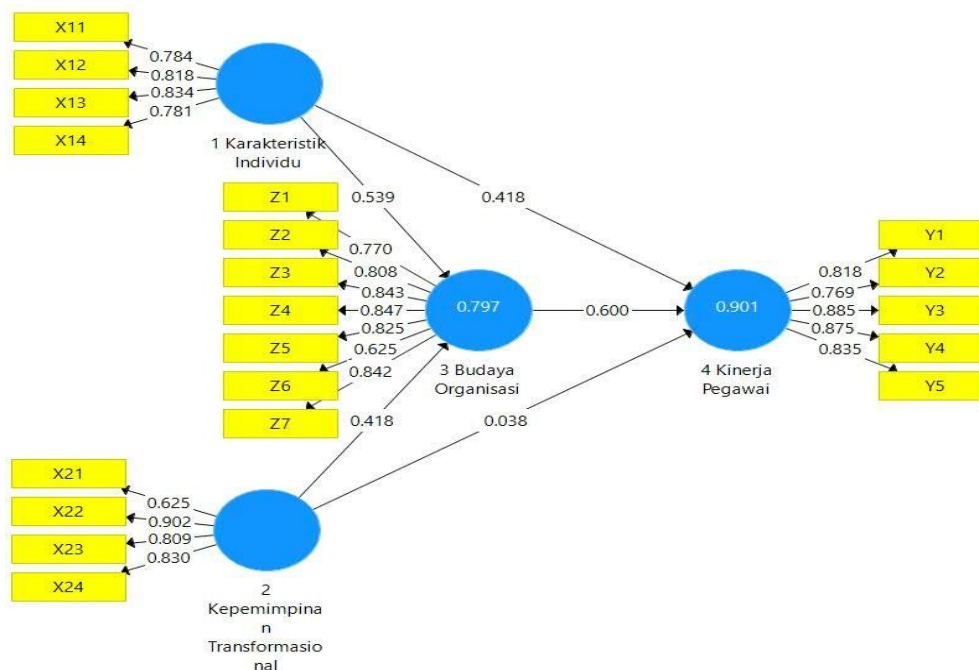 X11
X12
X13
X14
0.784
0.818
0.834
0.781
1 Karakteristik
Individu
0.539
0.418
Z1
Z2
Z3
Z4
Z5
Z6
Z7
0.770
0.808
0.843
0.847
0.825
0.625
0.842
0.797
3 Budaya
Organisasi
0.600
0.901
4 Kinerja
Pegawai
0.818
0.769
0.885
0.875
0.835
Y1
Y2
Y3
Y4
Y5
0.418
0.038
X21
X22
X23
X24
0.625
0.902
0.809
0.830
2
Kepemimpina
n
Transformasio
nal